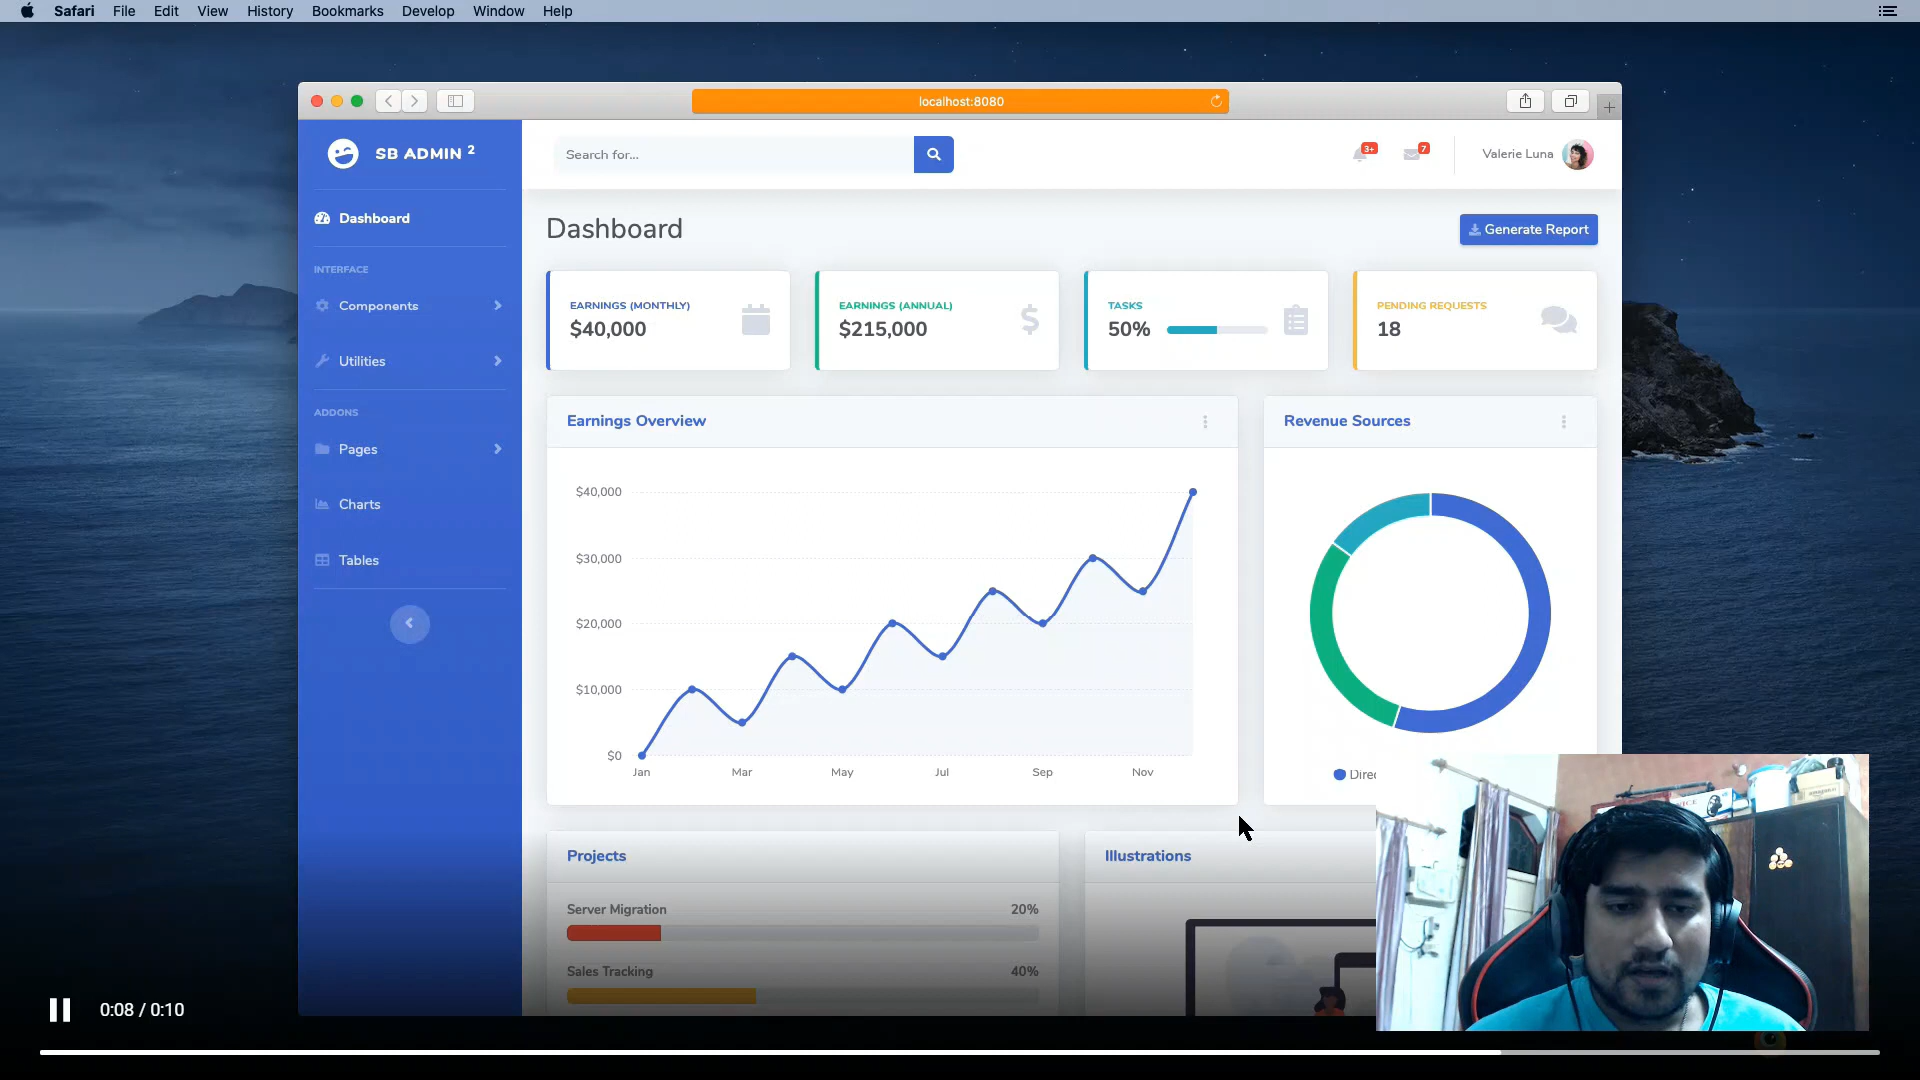 Safari File Edit View History Bookmarks Develop Window Help
localhost:8080
SB ADMIN 2
Search for...
3+
7
Valerie Luna
Dashboard
Dashboard
Generate Report
INTERFACE
Components
Utilities
ADDONS
Pages
Charts
Tables
EARNINGS (MONTHLY)
$40,000
EARNINGS (ANNUAL)
$215,000
TASKS
50%
PENDING REQUESTS
18
Earnings Overview
$40,000
$30,000
$20,000
$10,000
$0
Jan Mar May Jul Sep Nov
Revenue Sources
Direc
Projects
Server Migration 20%
Sales Tracking 40%
Illustrations
0:08 / 0:10